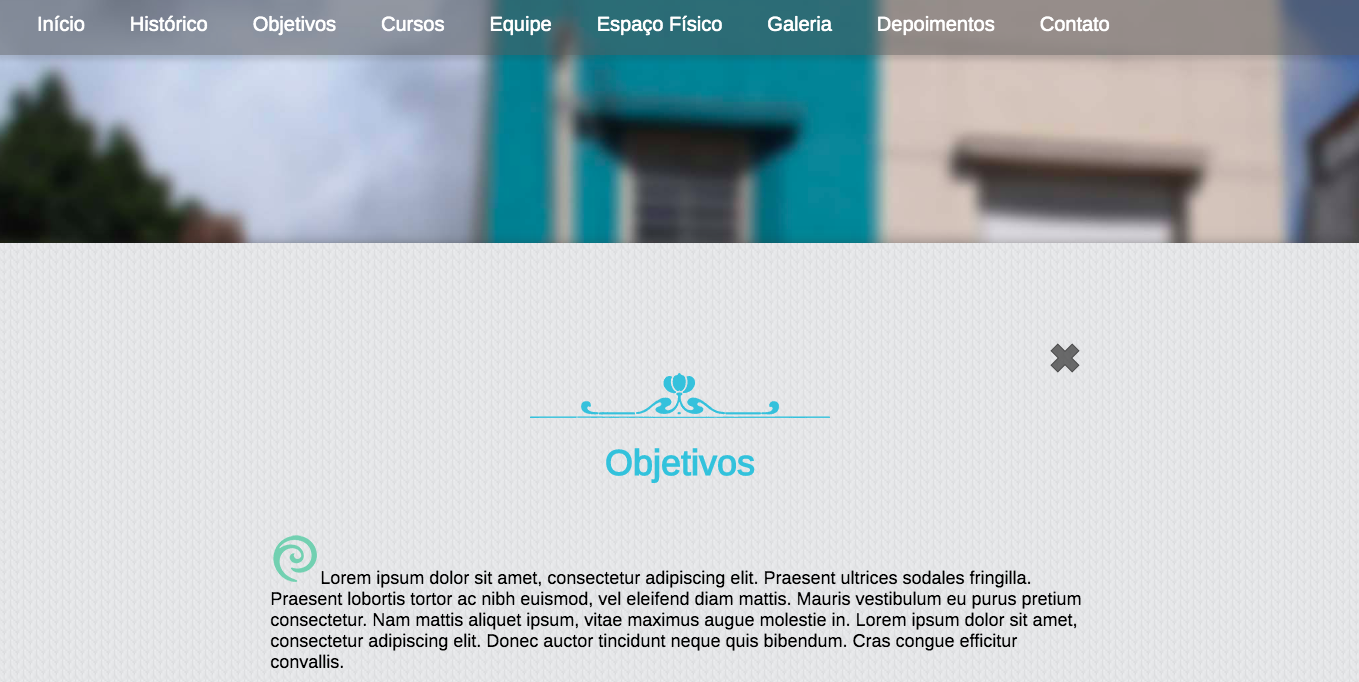 Início Histórico Objetivos Cursos Equipe Espaço Físico Galeria Depoimentos Contato
Objetivos
Lorem ipsum dolor sit amet, consectetur adipiscing elit. Praesent ultrices sodales fringilla.
Praesent lobortis tortor ac nibh euismod, vel eleifend diam mattis. Mauris vestibulum eu purus pretium
consectetur. Nam mattis aliquet ipsum, vitae maximus augue molestie in. Lorem ipsum dolor sit amet,
consectetur adipiscing elit. Donec auctor tincidunt neque quis bibendum. Cras congue efficitur
convallis.